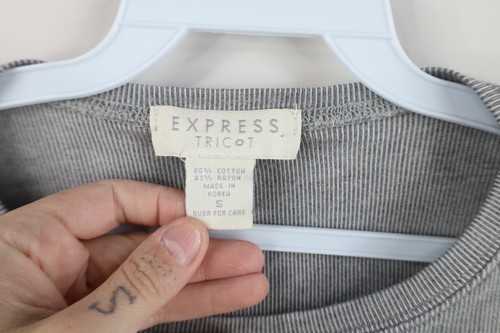 EXPRESS
TRICOT
60% COTTON
40% RAYON
MADE IN
KOREA
S
OVER FOR CARE
S